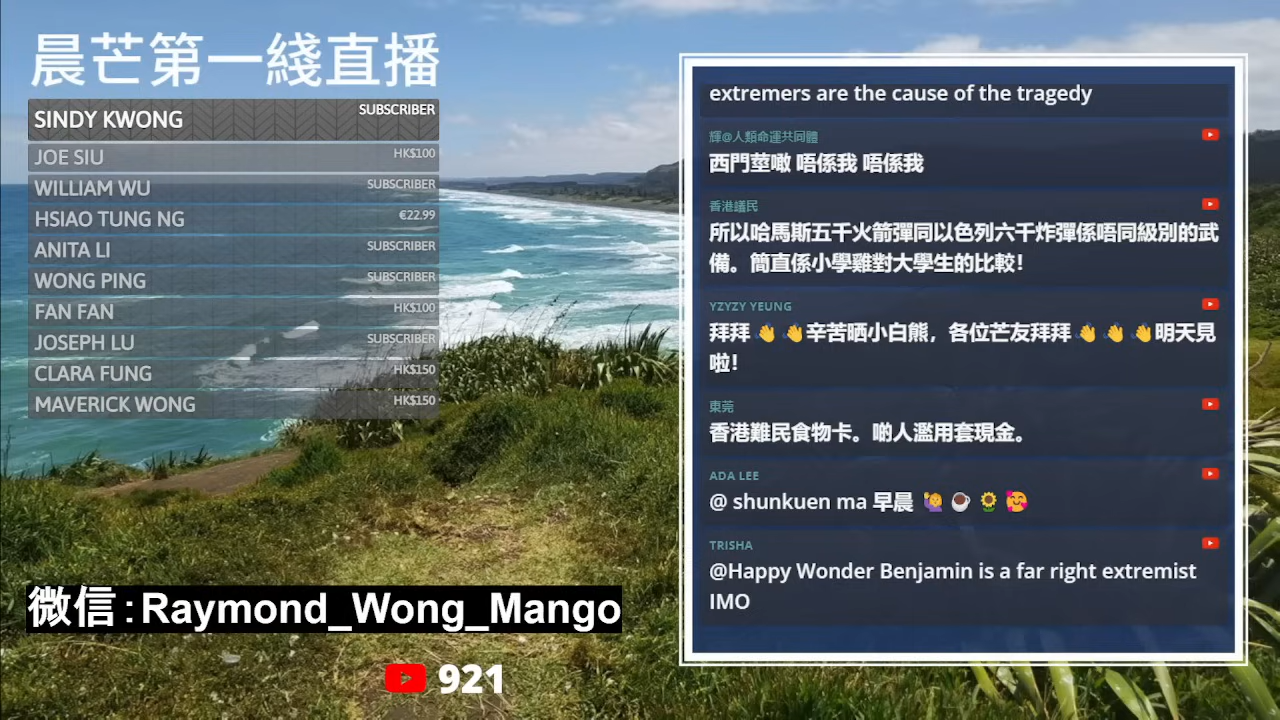 晨芒第一綫直播
SINDY KWONG SUBSCRIBER
JOE SIU HK$100
WILLIAM WU SUBSCRIBER
HSIAO TUNG NG €22.99
ANITA LI SUBSCRIBER
WONG PING SUBSCRIBER
FAN FAN HK$100
JOSEPH LU SUBSCRIBER
CLARA FUNG HK$150
MAVERICK WONG HK$150
微信:Raymond_Wong_Mango
921
extremers are the cause of the tragedy
輝@人類命運共同體
西門莖噉 唔係我 唔係我
香港議民
所以哈馬斯五千火箭彈同以色列六千炸彈係唔同級別的武
備。簡直係小學雞對大學生的比較！
YZYZY YEUNG
拜拜👋👋辛苦晒小白熊，各位芒友拜拜👋👋👋明天見
啦！
東莞
香港難民食物卡。啲人濫用套現金。
ADA LEE
@ shunkuen ma 早晨 🙋☕🌻🥰
TRISHA
@Happy Wonder Benjamin is a far right extremist
IMO